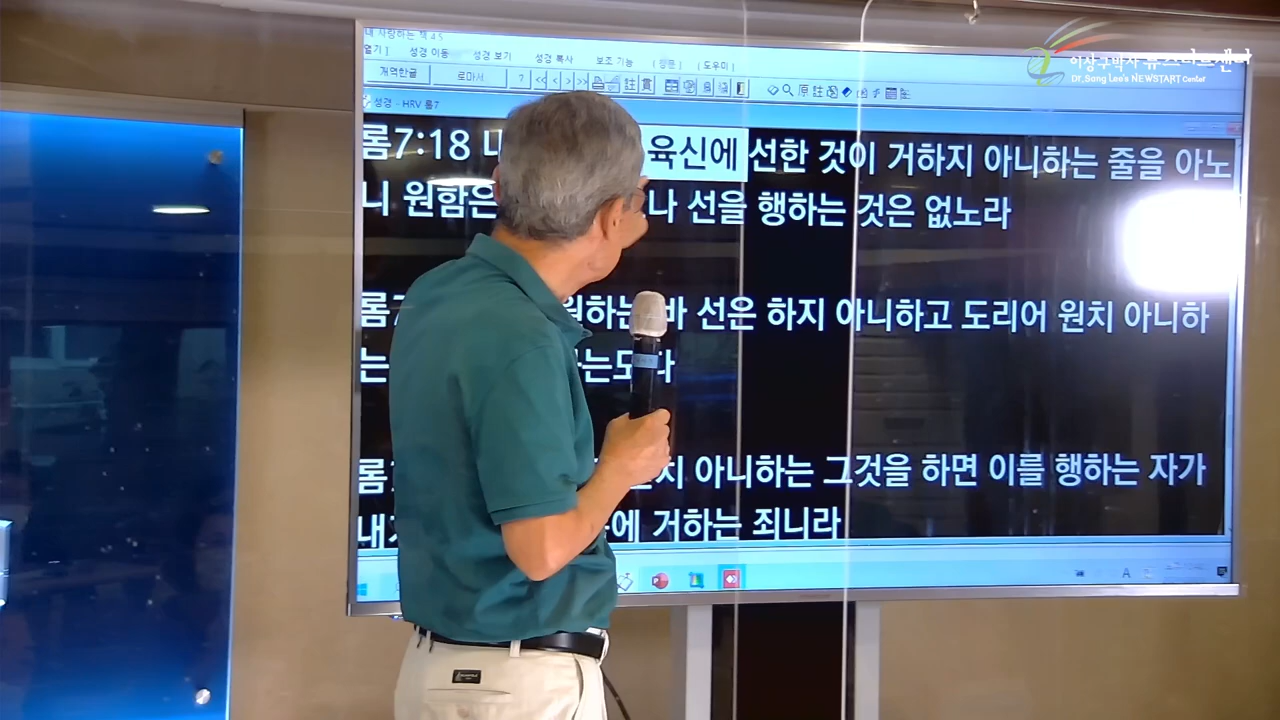 내 사랑하는 책 4.5
이상구박사 뉴스타트센터
Dr. Sang Lee's NEWSTART Center
열기] 성경 이동 성경 보기 성경 복사 보조 기능 [도우미]
개역한글 로마서 ? << < > >>
성경 - HRV 롬7
롬7:18 내 육신에 선한 것이 거하지 아니하는 줄을 아노
니 원함은 나 선을 행하는 것은 없노라
롬7 원하는 바 선은 하지 아니하고 도리어 원치 아니하
는 는도다
롬 아니하는 그것을 하면 이를 행하는 자가
내 에 거하는 죄니라
A